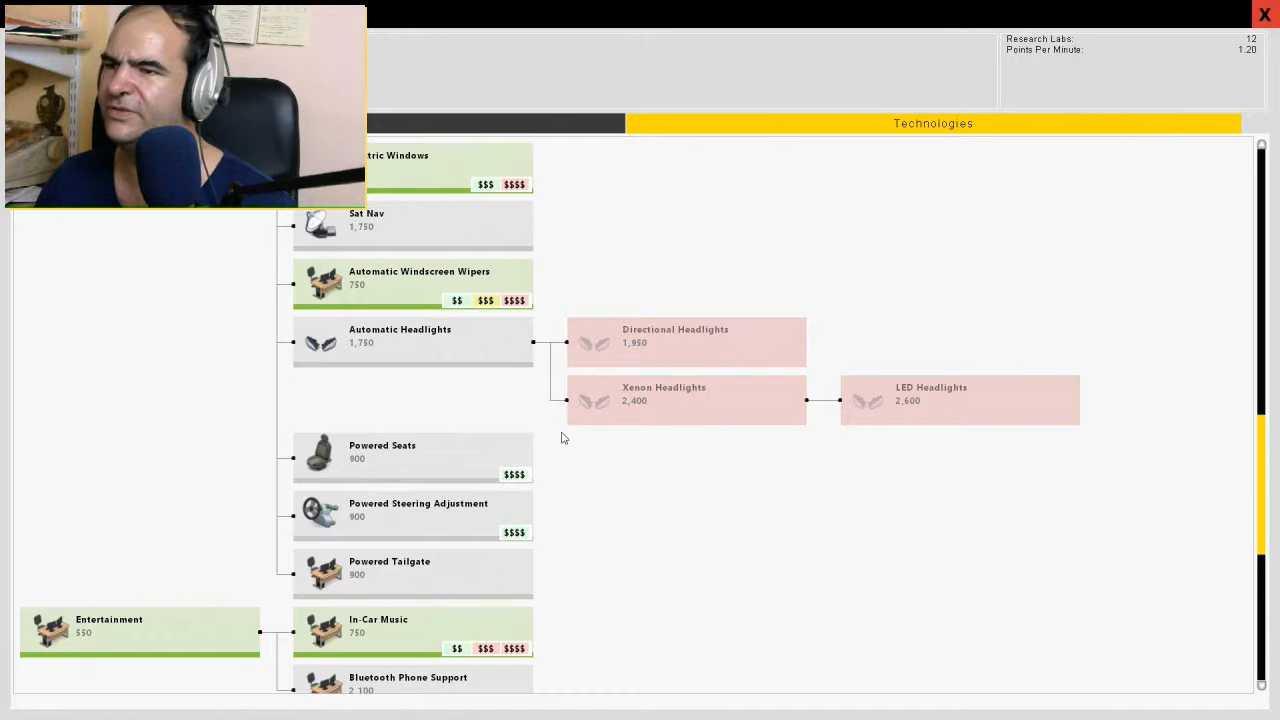 X
Research Labs: 12
Points Per Minute: 1.20
Technologies
tric Windows
$$$ $$$$
Sat Nav
1,750
Automatic Windscreen Wipers
750
$$ $$$ $$$$
Automatic Headlights
1,750
Directional Headlights
1,950
Xenon Headlights
2,400
LED Headlights
2,600
Powered Seats
900
$$$$
Powered Steering Adjustment
900
$$$$
Powered Tailgate
900
Entertainment
550
In-Car Music
750
$$ $$$ $$$$
Bluetooth Phone Support
2,100